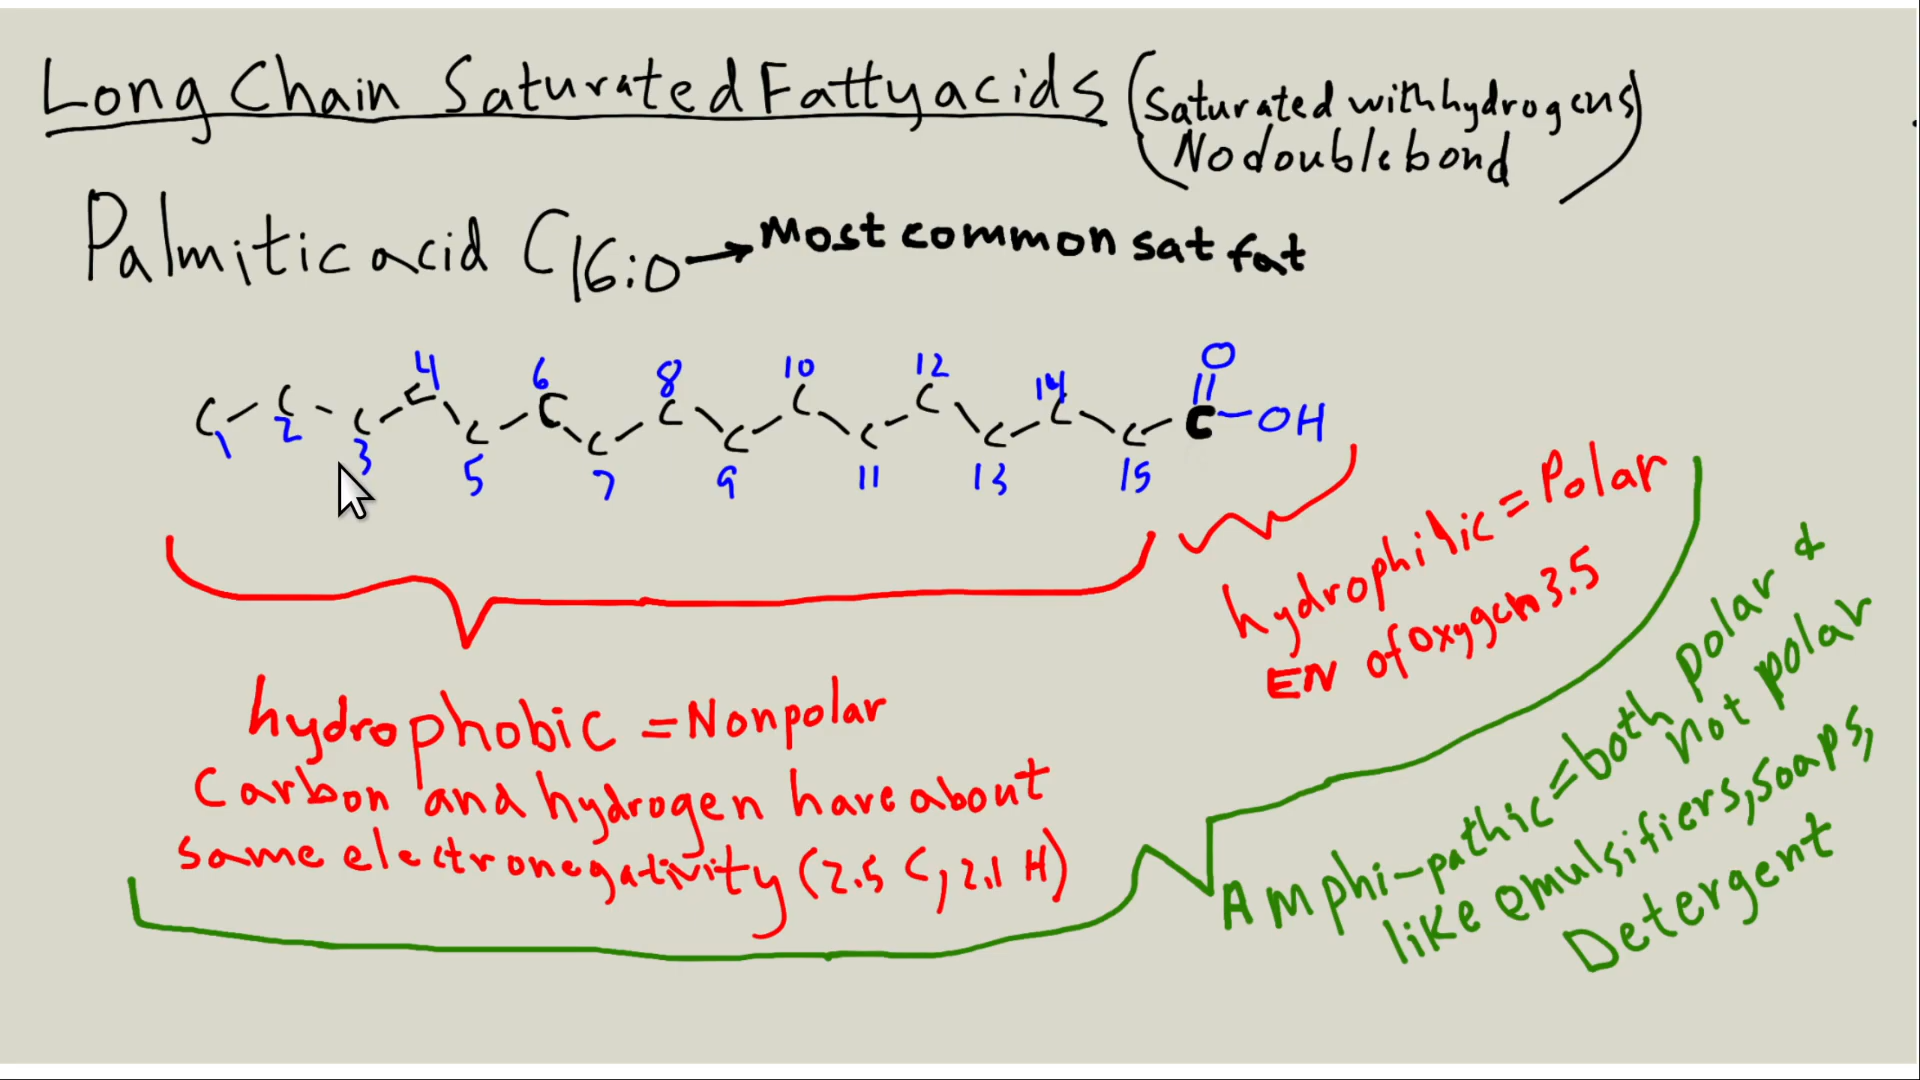 Long Chain Saturated Fatty acids (Saturated with hydrogens
No double bond)
Palmitic acid C16:0 → Most common sat fat
4 6 8 10 12 14 O
C-C-C-C-C-C-C-C-C-C-C-C-C-C-C-C-OH
1 2 3 5 7 9 11 13 15
hydrophilic = Polar
EN of oxygen 3.5
hydrophobic = Nonpolar
Carbon and hydrogen have about
same electronegativity (2.5 C, 2.1 H)
Amphi-pathic = both polar &
not polar
like emulsifiers, soaps,
Detergent